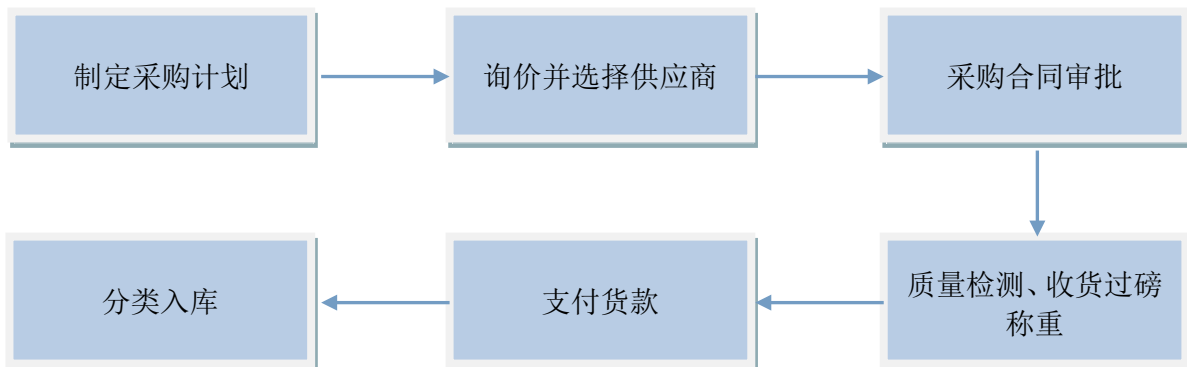 制定采购计划
询价并选择供应商
采购合同审批
质量检测、收货过磅
称重
支付货款
分类入库